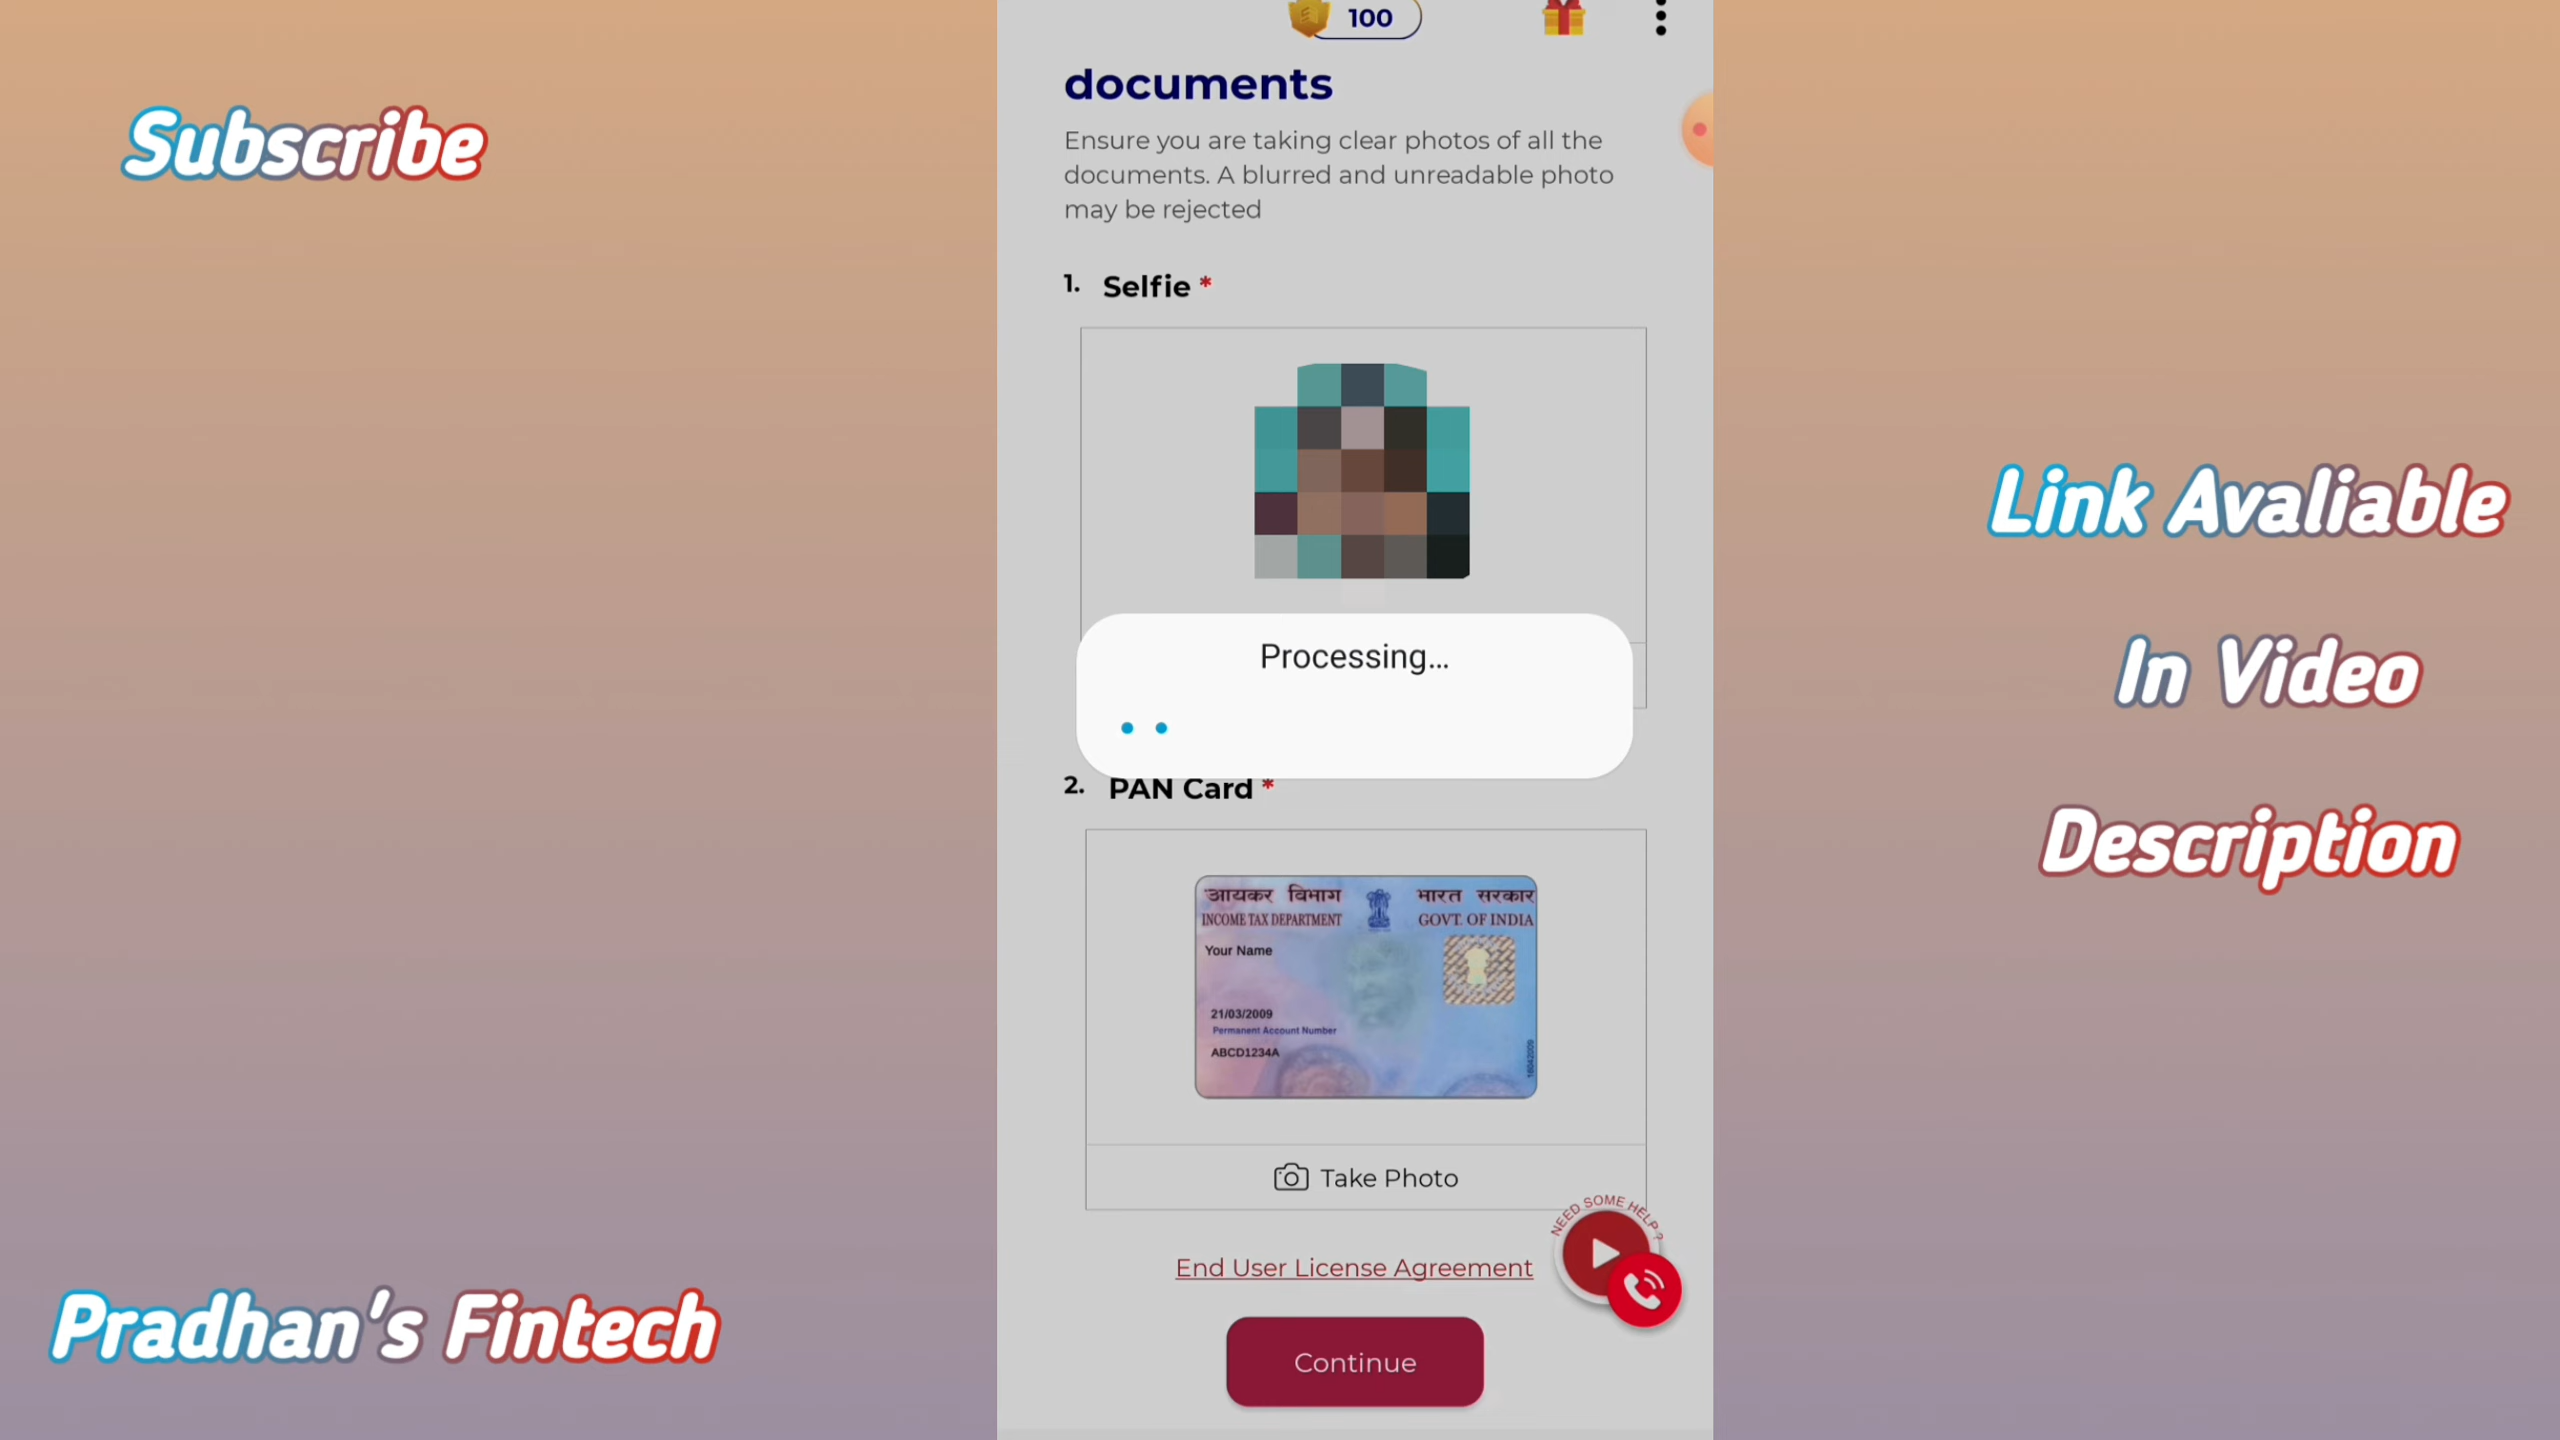 100
documents
Ensure you are taking clear photos of all the
documents. A blurred and unreadable photo
may be rejected
Subscribe
1. Selfie *
Link Avaliable
In Video
Description
Processing...
2. PAN Card *
आयकर विभाग भारत सरकार
INCOME TAX DEPARTMENT GOVT. OF INDIA
Your Name
21/03/2009
Permanent Account Number
ABCD1234A
16042009
Take Photo
NEED SOME HELP?
End User License Agreement
Continue
Pradhan's Fintech